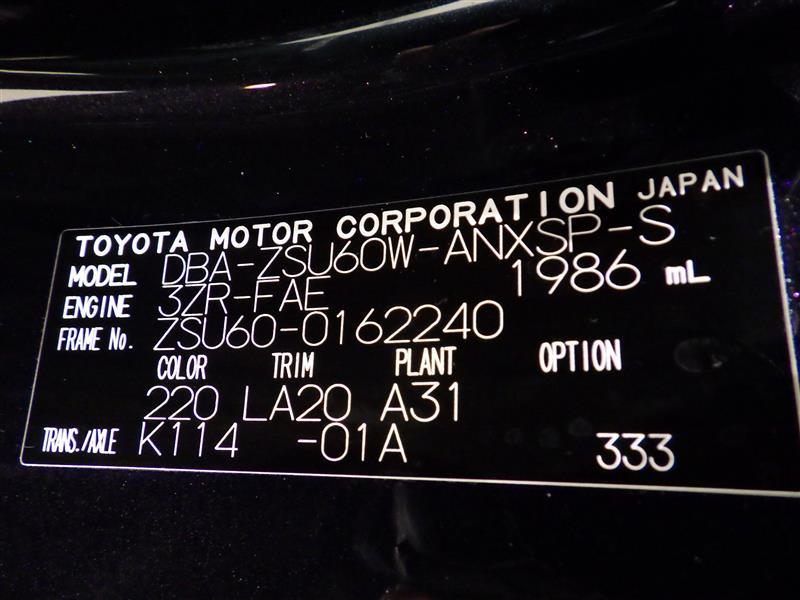 TOYOTA MOTOR CORPORATION JAPAN
MODEL DBA-ZSU60W-ANXSP-S
ENGINE 3ZR-FAE 1986 mL
FRAME No. ZSU60-0162240
COLOR TRIM PLANT OPTION
220 LA20 A31
TRANS./AXLE K114 -01A 333